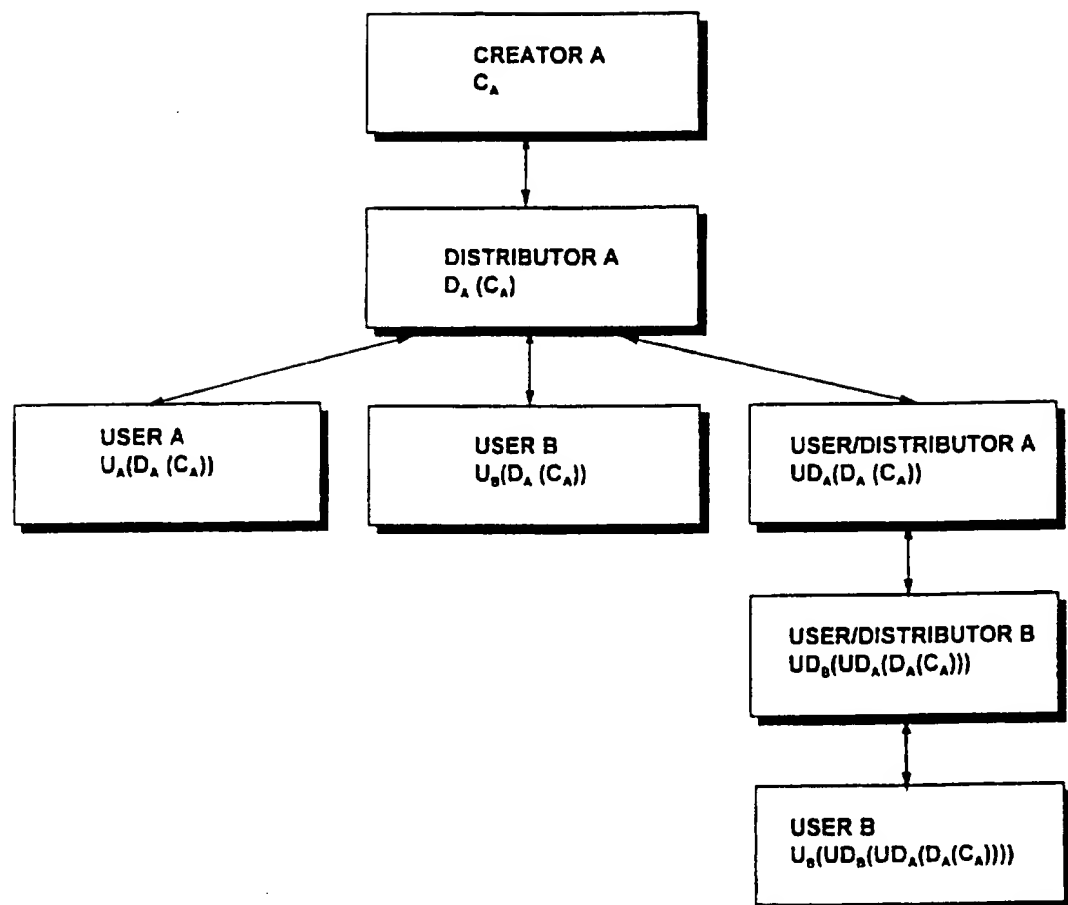 CREATOR A
C_A
DISTRIBUTOR A
D_A (C_A)
USER A
U_A(D_A (C_A))
USER B
U_B(D_A (C_A))
USER/DISTRIBUTOR A
UD_A(D_A (C_A))
USER/DISTRIBUTOR B
UD_B(UD_A(D_A(C_A)))
USER B
U_B(UD_B(UD_A(D_A(C_A))))